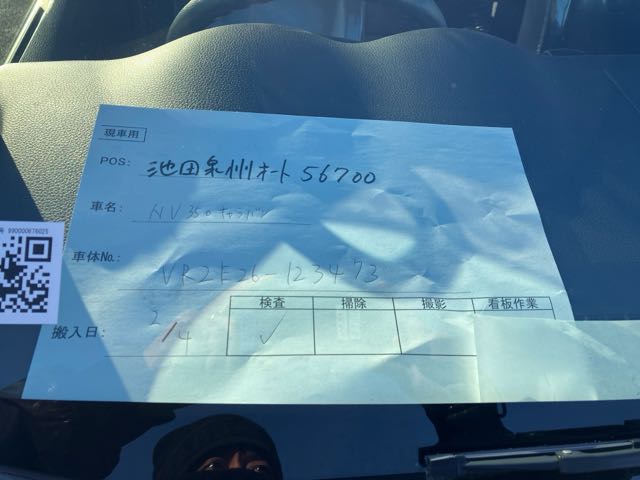 現車用
POS: 池田泉州オート 56700
車名: NV350キャラバン
号 990000676025
車体No.: VR2E26-123473
検査 掃除 撮影 看板作業
搬入日: 2/4 ✓